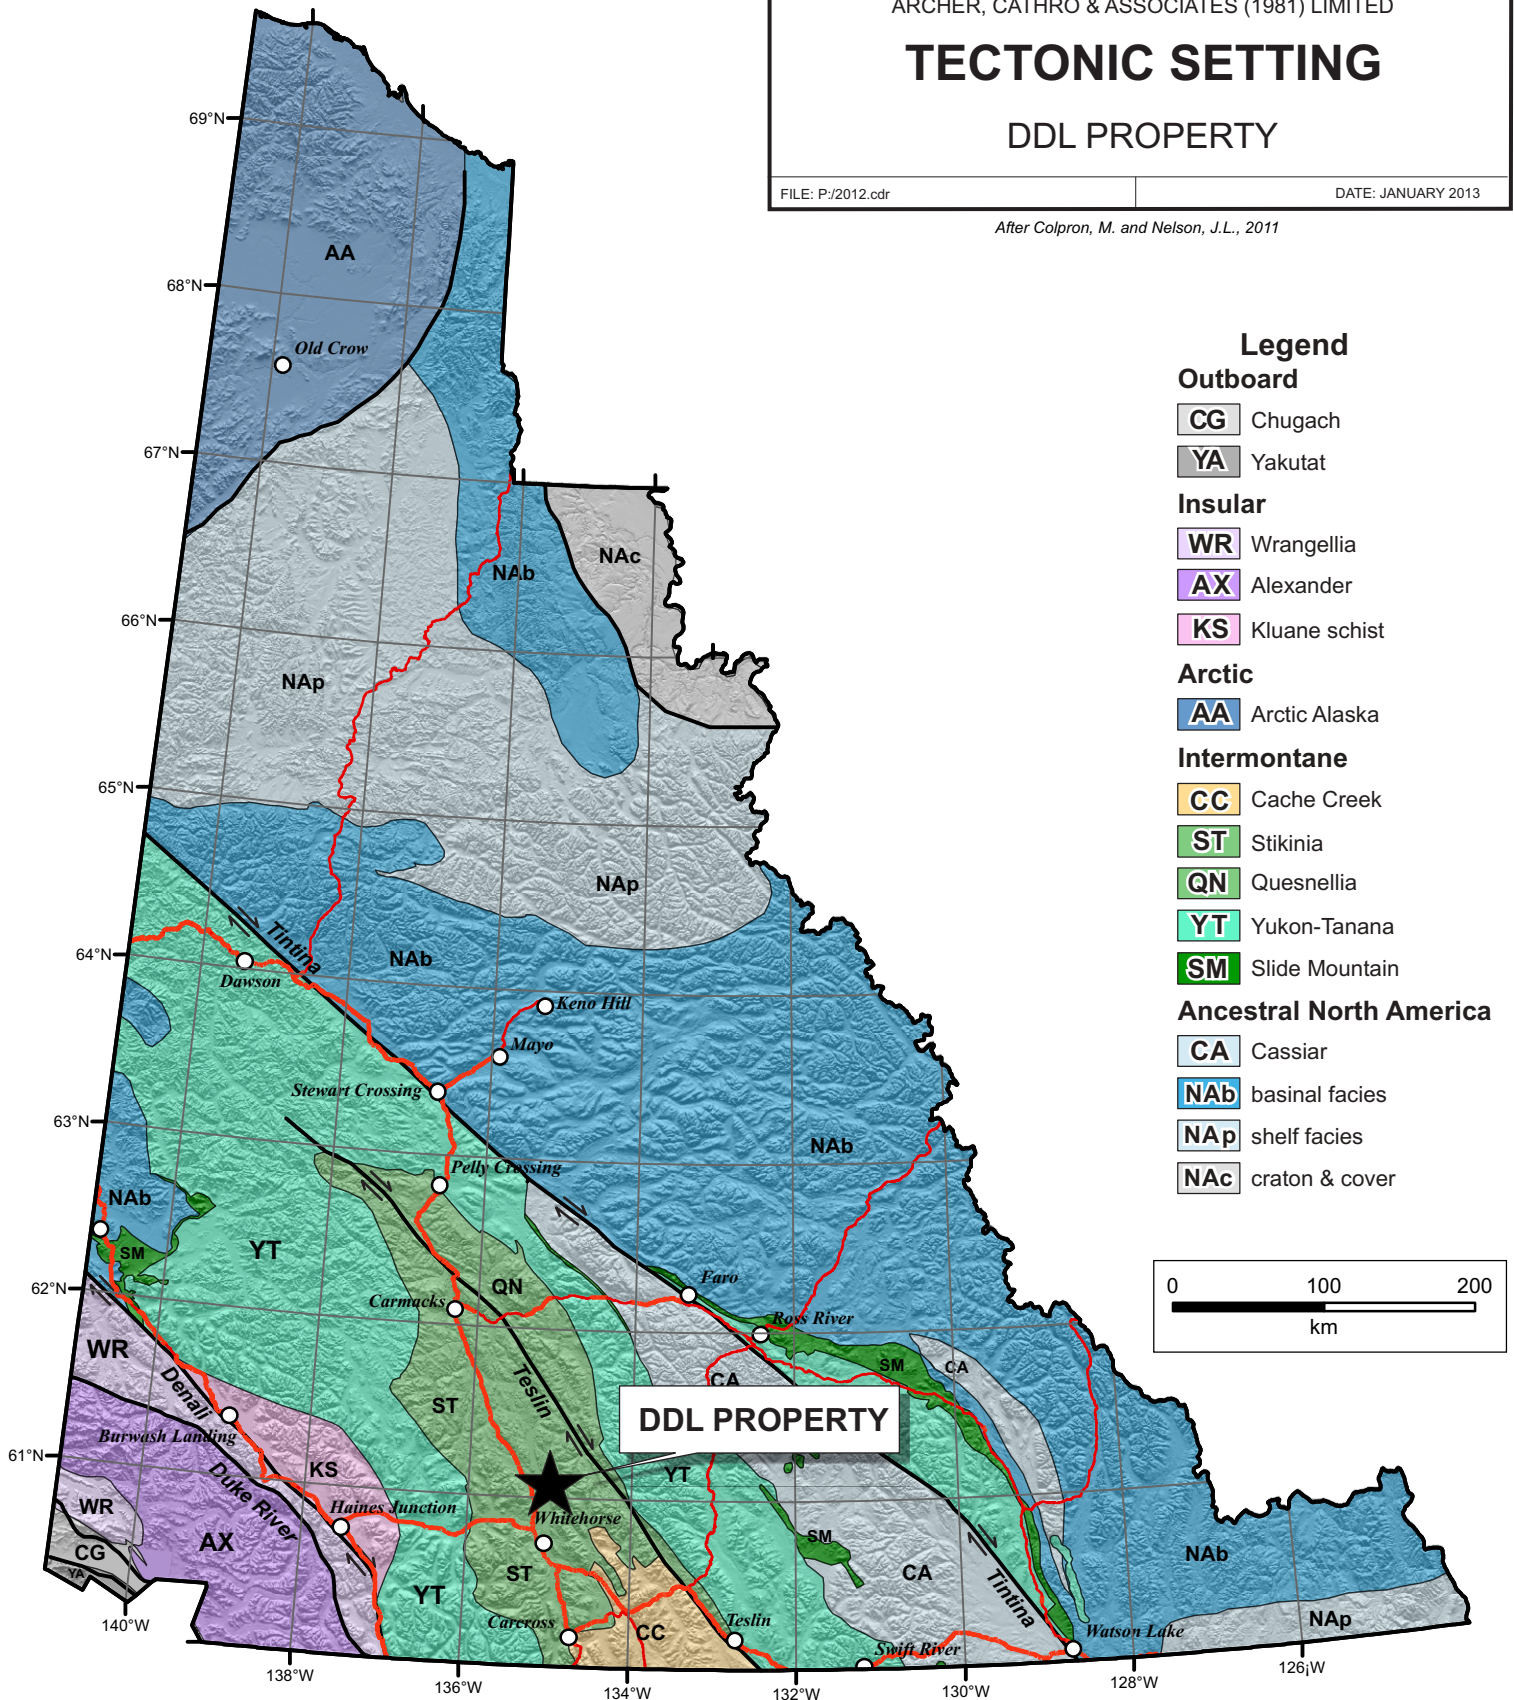 ARCHER, CATHRO & ASSOCIATES (1981) LIMITED
TECTONIC SETTING
DDL PROPERTY
FILE: P:/2012.cdr
DATE: JANUARY 2013
After Colpron, M. and Nelson, J.L., 2011
Legend
Outboard
CG Chugach
YA Yakutat
Insular
WR Wrangellia
AX Alexander
KS Kluane schist
Arctic
AA Arctic Alaska
Intermontane
CC Cache Creek
ST Stikinia
QN Quesnellia
YT Yukon-Tanana
SM Slide Mountain
Ancestral North America
CA Cassiar
NAb basinal facies
NAp shelf facies
NAc craton & cover
0 100 200
km
69°N
AA
68°N
Old Crow
67°N
NAc
NAb
66°N
NAp
65°N
NAp
Tintina
64°N
NAb
Dawson
Keno Hill
Mayo
Stewart Crossing
63°N
NAb
Pelly Crossing
NAb
YT
SM
62°N
QN
Faro
Carmacks
Ross River
WR
SM
CA
Denali
Teslin
CA
ST
DDL PROPERTY
Burwash Landing
61°N
KS
YT
Duke River
WR
Haines Junction
Whitehorse
SM
AX
CG
YA
ST
CA
NAb
YT
Tintina
140°W
Carcross
CC
Teslin
NAp
Watson Lake
Swift River
138°W
136°W
134°W
132°W
130°W
128°W
126°W